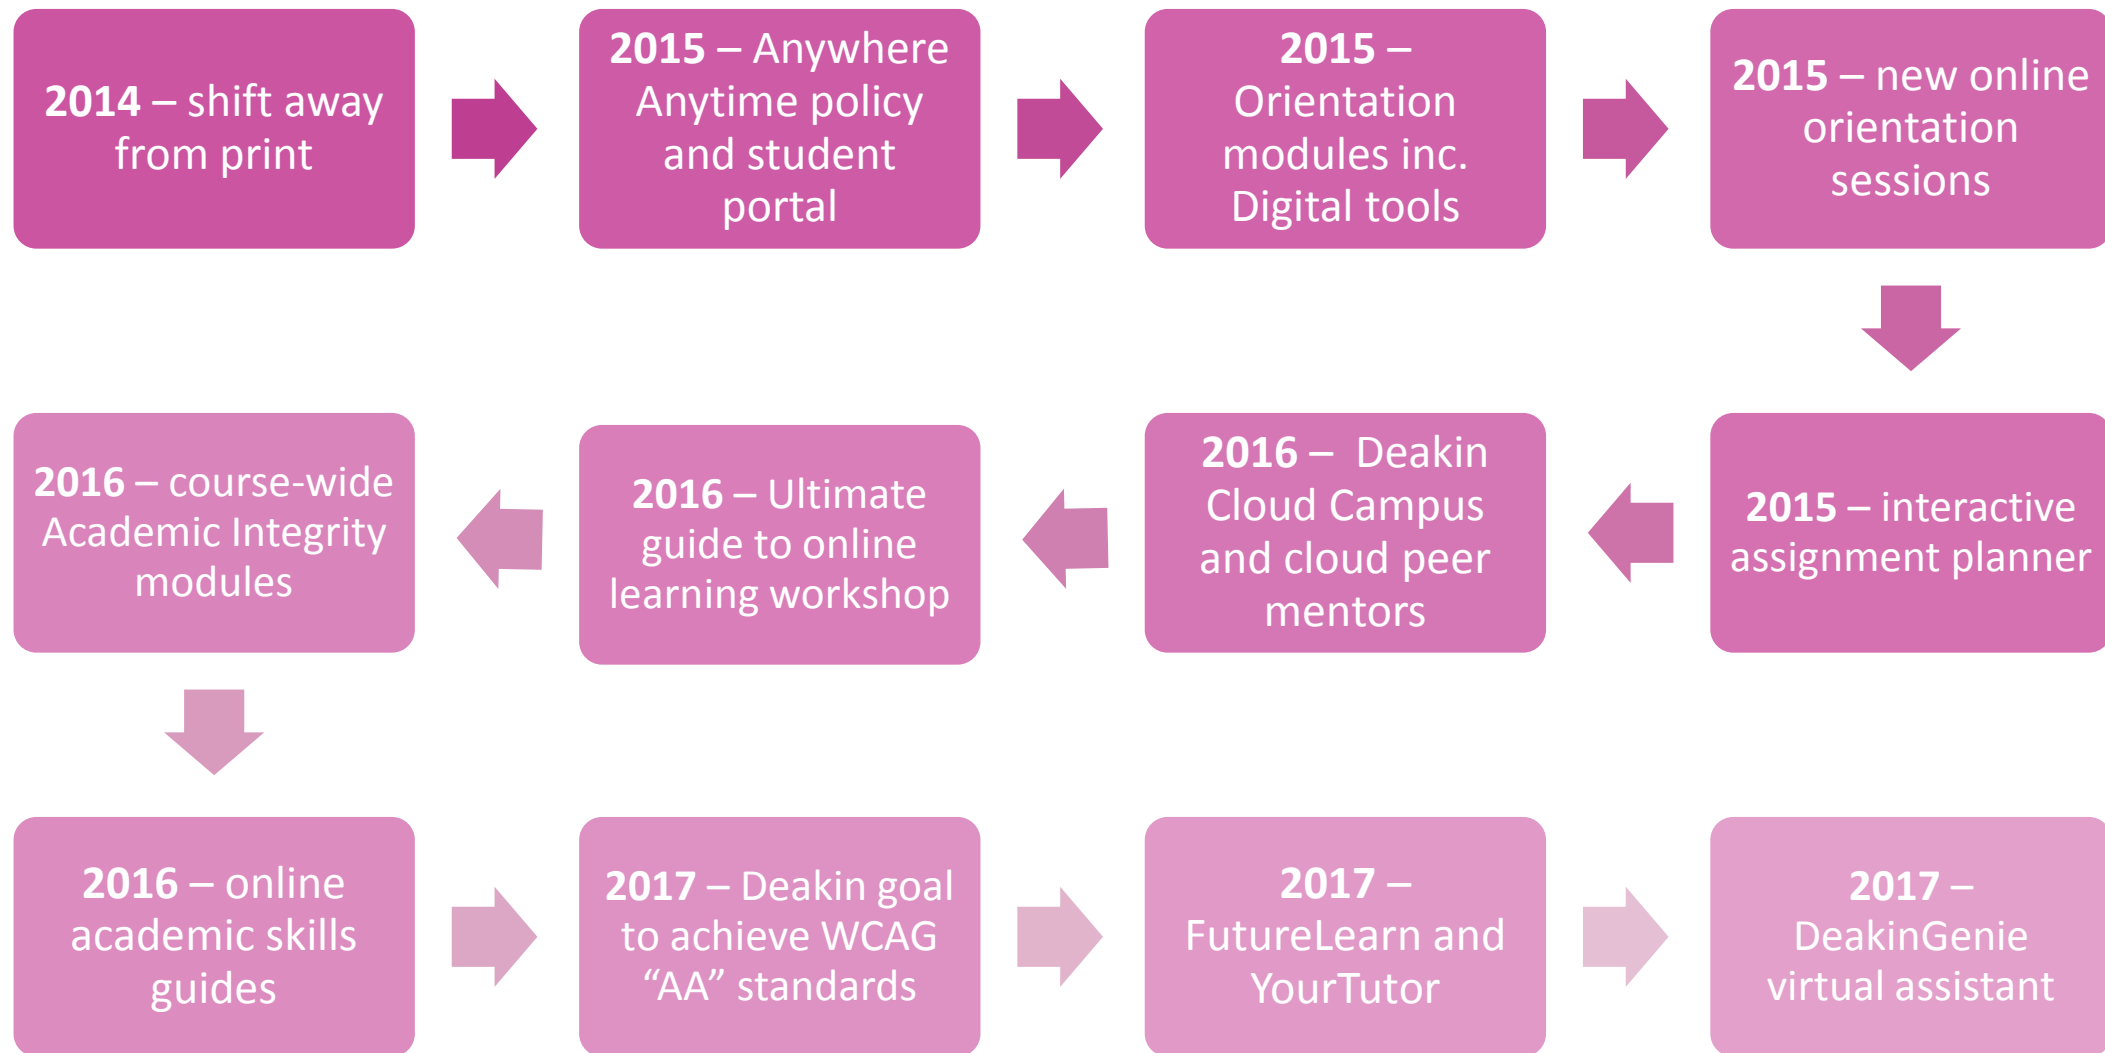 2014 – shift away
from print
2015 – Anywhere
Anytime policy
and student
portal
2015 –
Orientation
modules inc.
Digital tools
2015 – new online
orientation
sessions
2015 – interactive
assignment planner
2016 –  Deakin
Cloud Campus
and cloud peer
mentors
2016 – Ultimate
guide to online
learning workshop
2016 – course-wide
Academic Integrity
modules
2016 – online
academic skills
guides
2017 – Deakin goal
to achieve WCAG
“AA” standards
2017 –
FutureLearn and
YourTutor
2017 –
DeakinGenie
virtual assistant